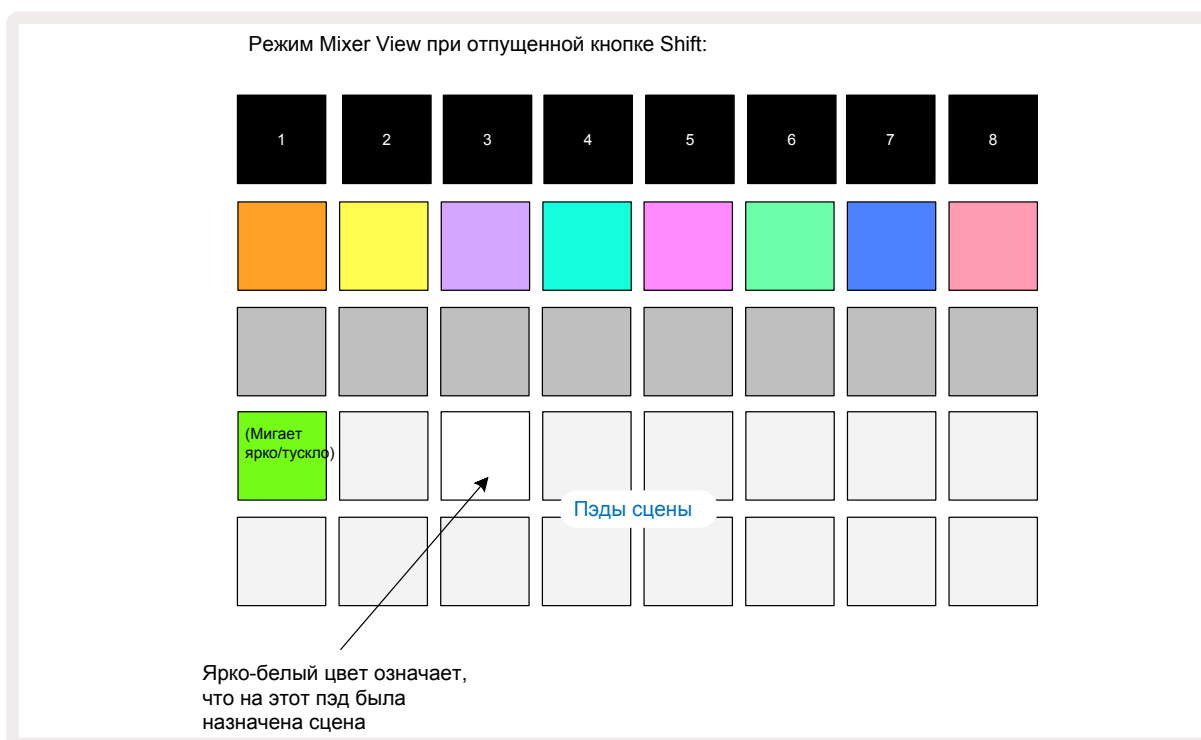 Режим Mixer View при отпущенной кнопке Shift:
1 2 3 4 5 6 7 8
(Мигает
ярко/тускло)
Пэды сцены
Ярко-белый цвет означает,
что на этот пэд была
назначена сцена